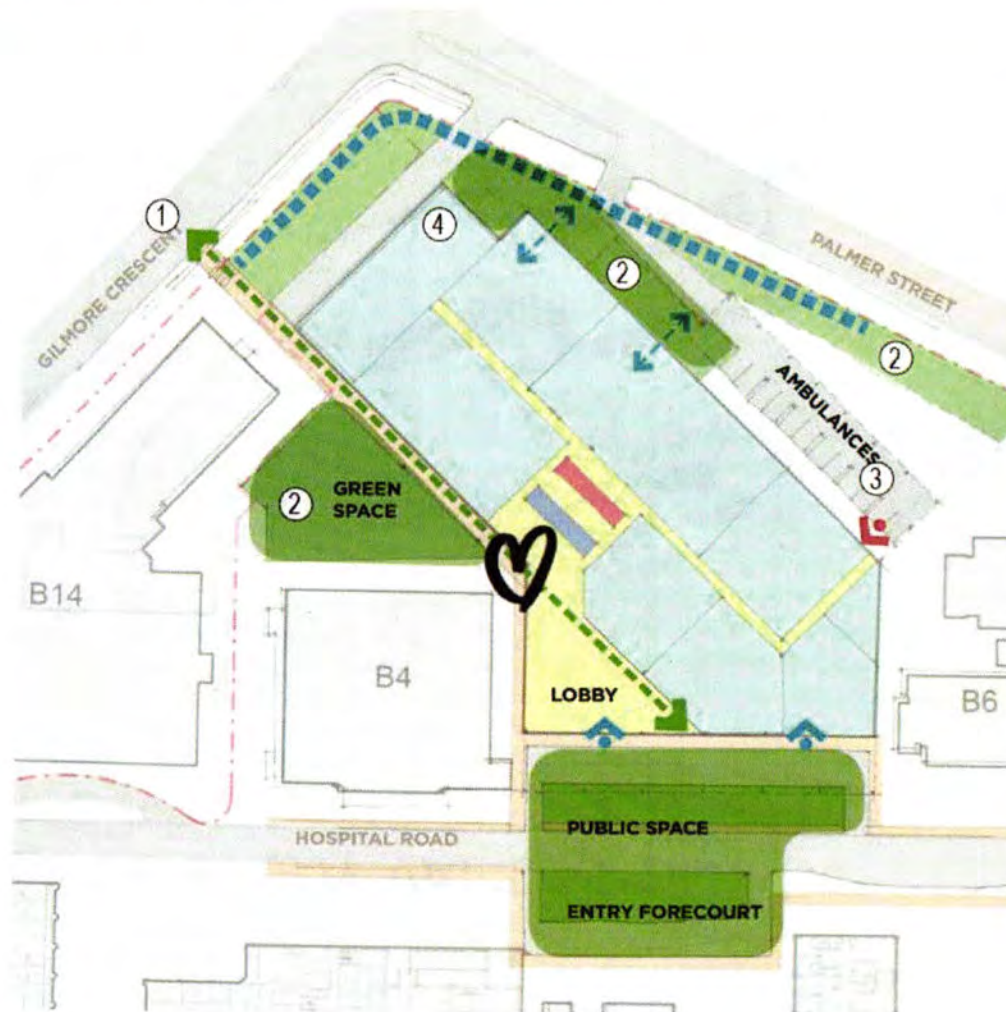 1
GILMORE CRESCENT
4
2
PALMER STREET
2
AMBULANCES
3
2
GREEN
SPACE
B14
B4
LOBBY
B6
PUBLIC SPACE
HOSPITAL ROAD
ENTRY FORECOURT